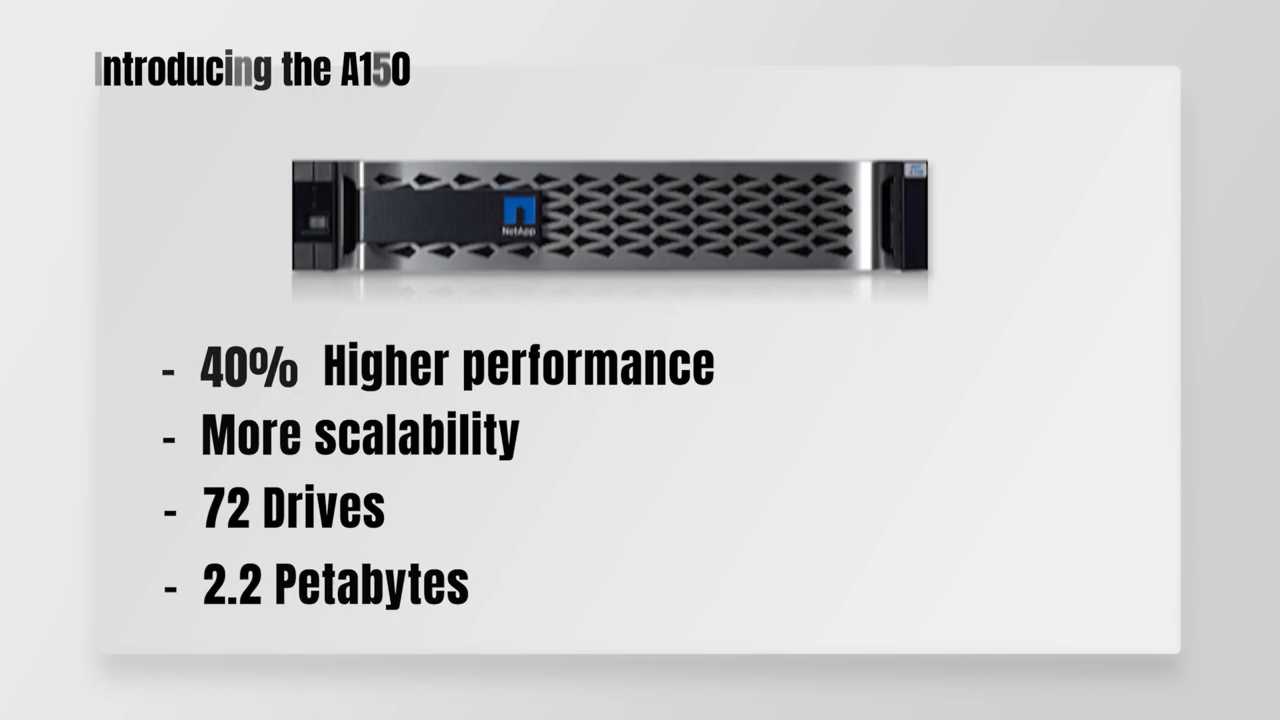 Introducing the A150
NetApp
- 40% Higher performance
- More scalability
- 72 Drives
- 2.2 Petabytes